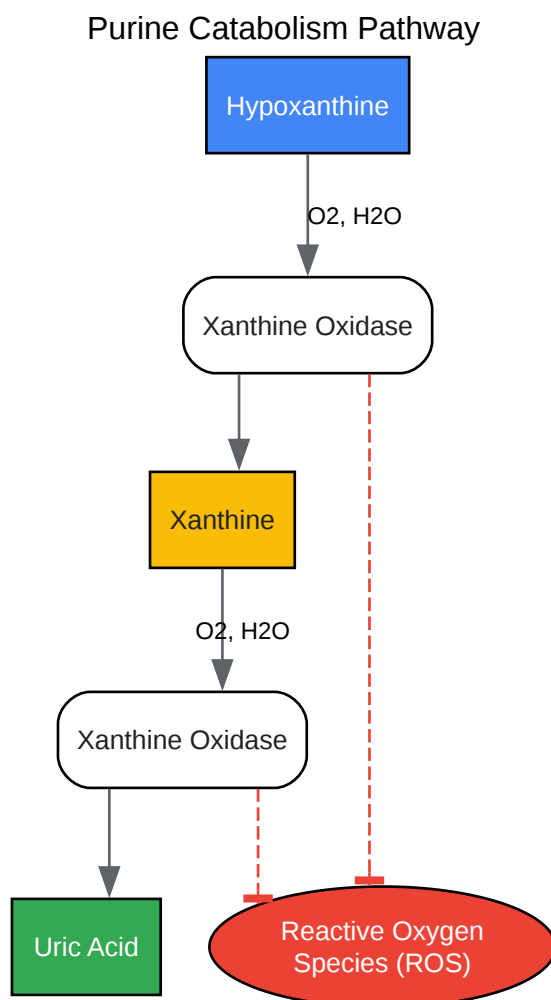 Purine Catabolism Pathway
Hypoxanthine
O2, H2O
Xanthine Oxidase
Xanthine
O2, H2O
Xanthine Oxidase
Uric Acid
Reactive Oxygen
Species (ROS)